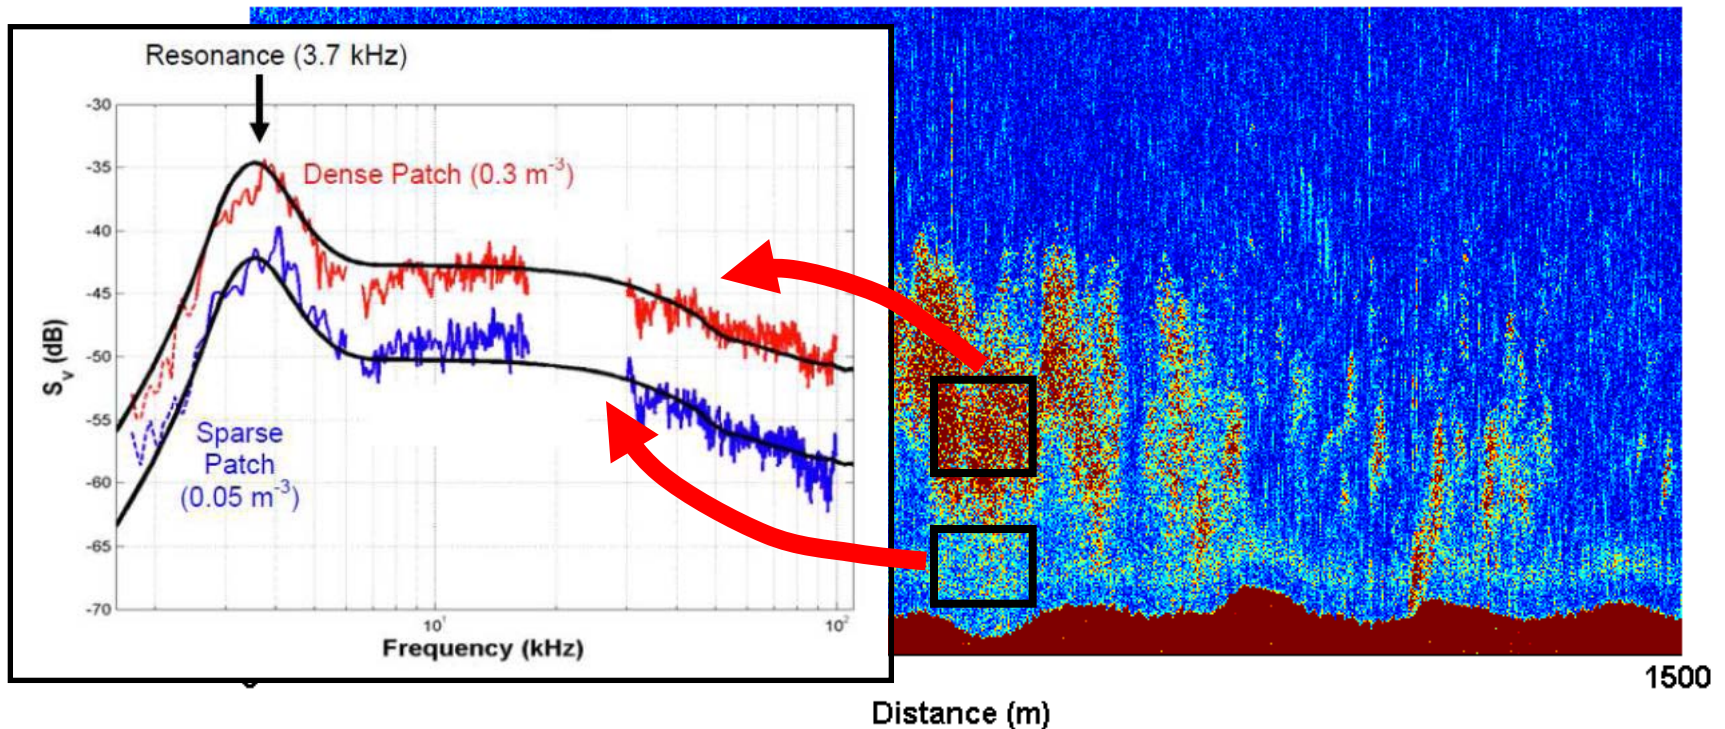 Resonance (3.7 kHz)
-30
-35
-40
-45
-50
-55
-60
-65
-70
S_v (dB)
Dense Patch (0.3 m⁻³)
Sparse
Patch
(0.05 m⁻³)
10¹
10²
Frequency (kHz)
1500
Distance (m)